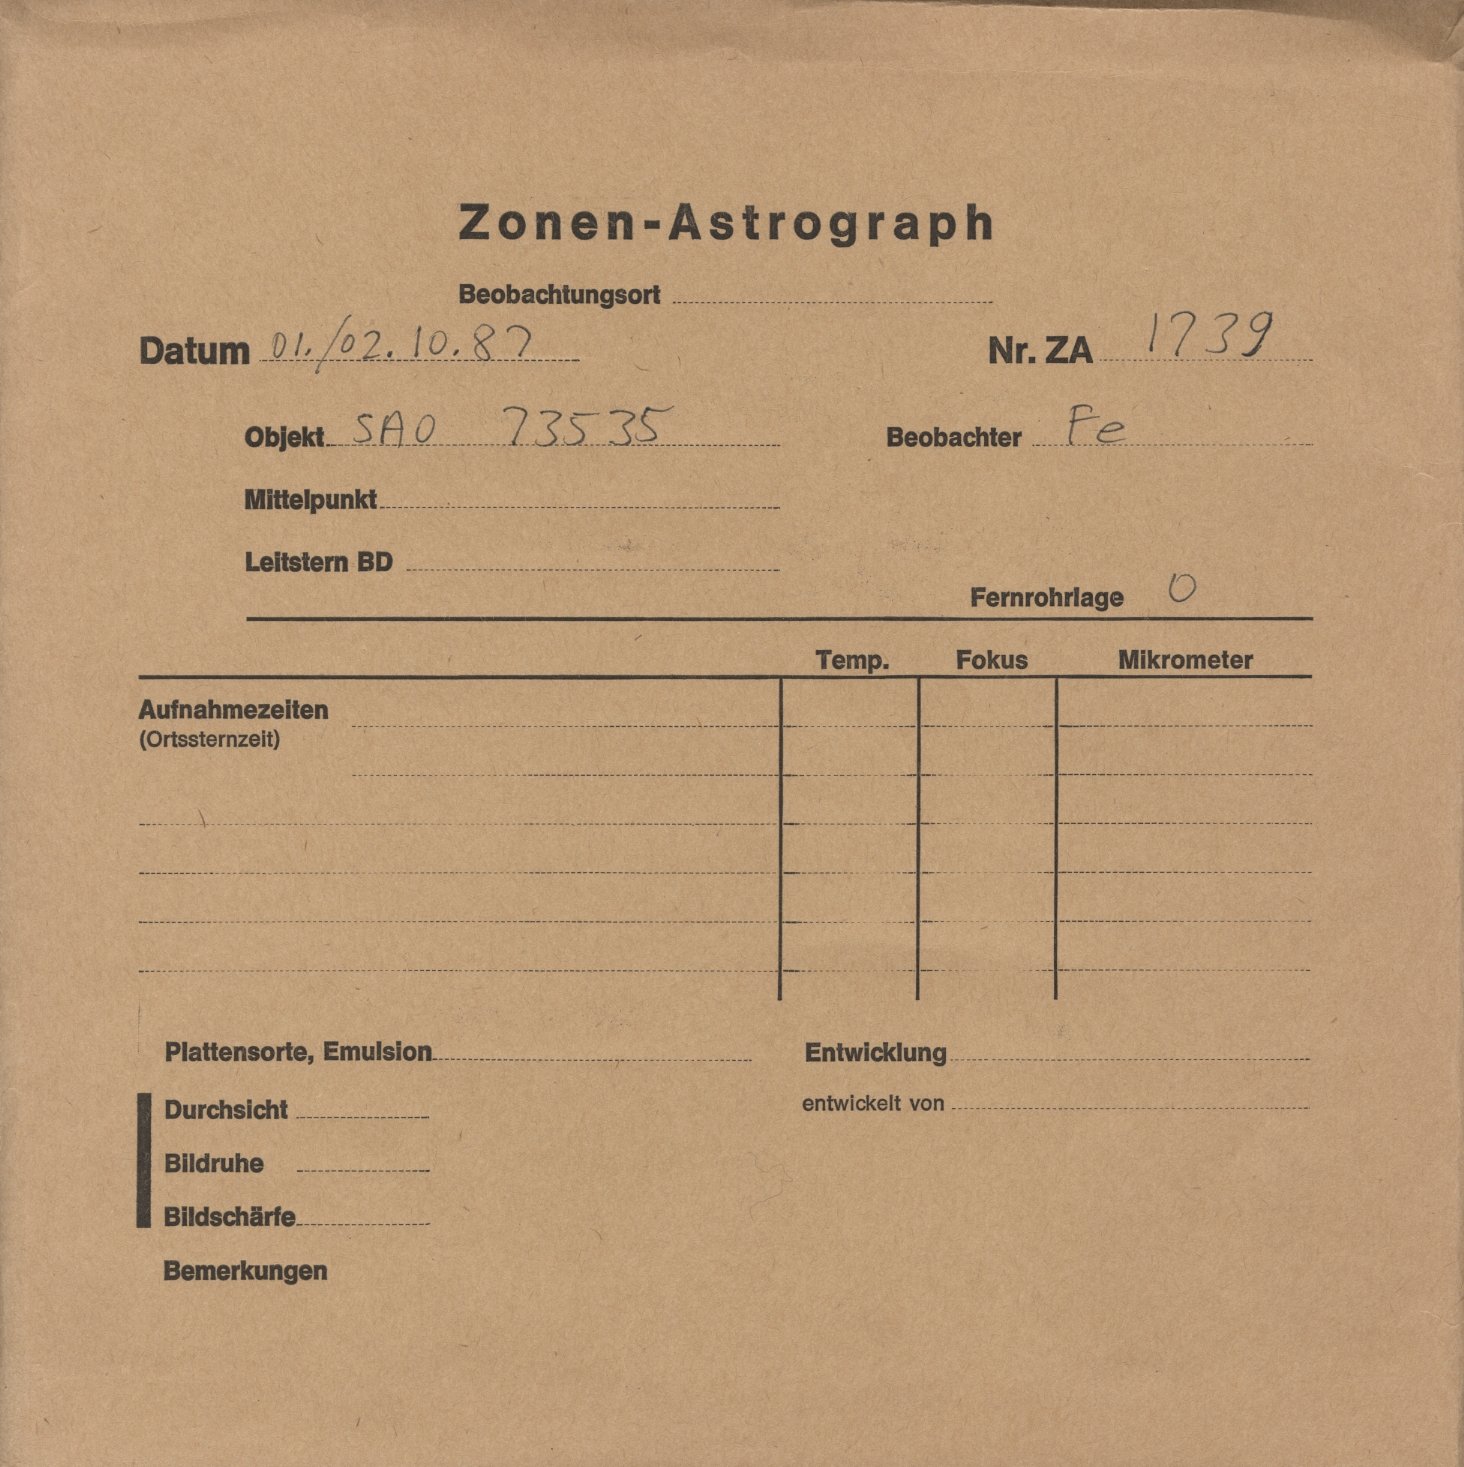 Zonen-Astrograph
Beobachtungsort
Datum 01./02.10.87 Nr. ZA 1739
Objekt SAO 73535 Beobachter Fe
Mittelpunkt
Leitstern BD
Fernrohrlage O
Temp. Fokus Mikrometer
Aufnahmezeiten
(Ortssternzeit)
Plattensorte, Emulsion Entwicklung
Durchsicht entwickelt von
Bildruhe
Bildschärfe
Bemerkungen